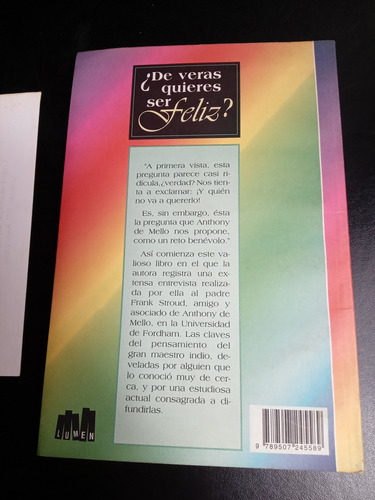 ¿De veras
quieres
ser
Feliz?
"A primera vista, esta
pregunta parece casi ri-
dícula,¿verdad? Nos tien-
ta a exclamar: ¡Y quién
no va a quererlo!
Es, sin embargo, ésta
la pregunta que Anthony
de Mello nos propone,
como un reto benévolo."
Así comienza este va-
lioso libro en el que la
autora registra una ex-
tensa entrevista realiza-
da por ella al padre
Frank Stroud, amigo y
asociado de Anthony de
Mello, en la Universidad
de Fordham. Las claves
del pensamiento del
gran maestro indio, de-
veladas por alguien que
lo conoció muy de cer-
ca, y por una estudiosa
actual consagrada a di-
fundirlas.
LUMEN
9 789507 245589